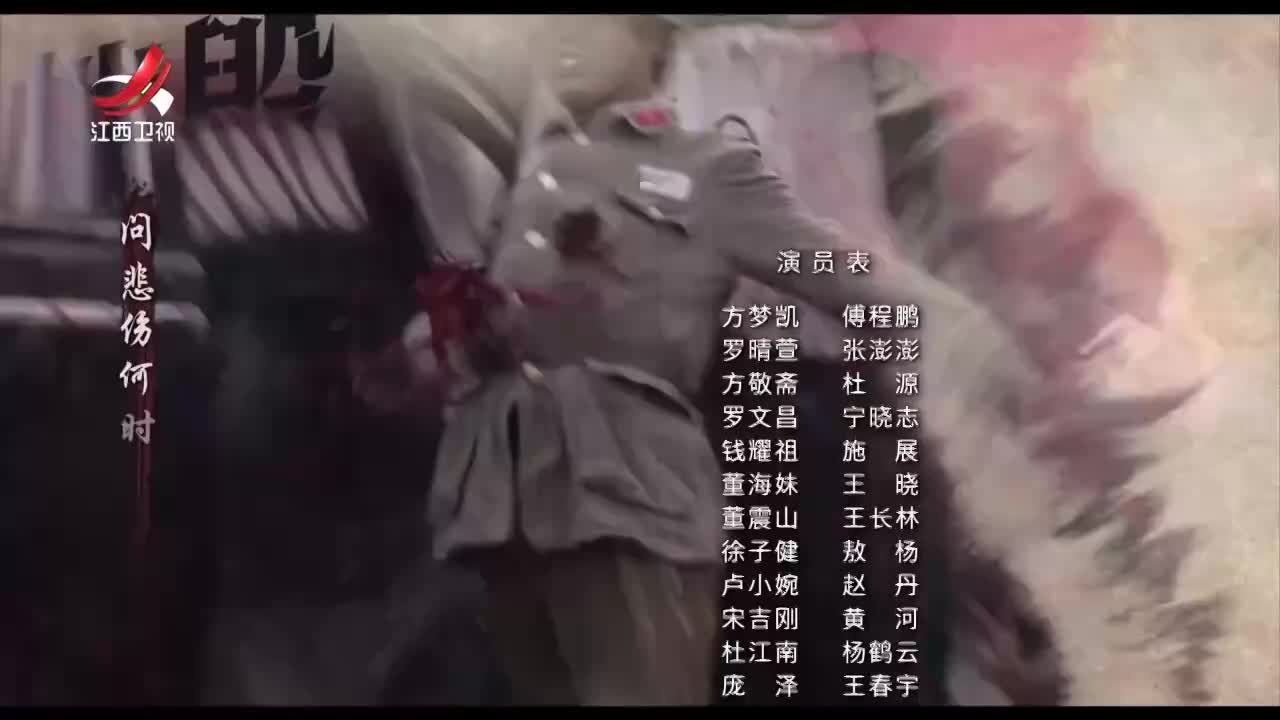 江西卫视
问悲伤何时
演员表
方梦凯 傅程鹏
罗晴萱 张澎澎
方敬斋 杜源
罗文昌 宁晓志
钱耀祖 施展
董海妹 王晓
董震山 王长林
徐子健 敖杨
卢小婉 赵丹
宋吉刚 黄河
杜江南 杨鹤云
庞泽 王春宇